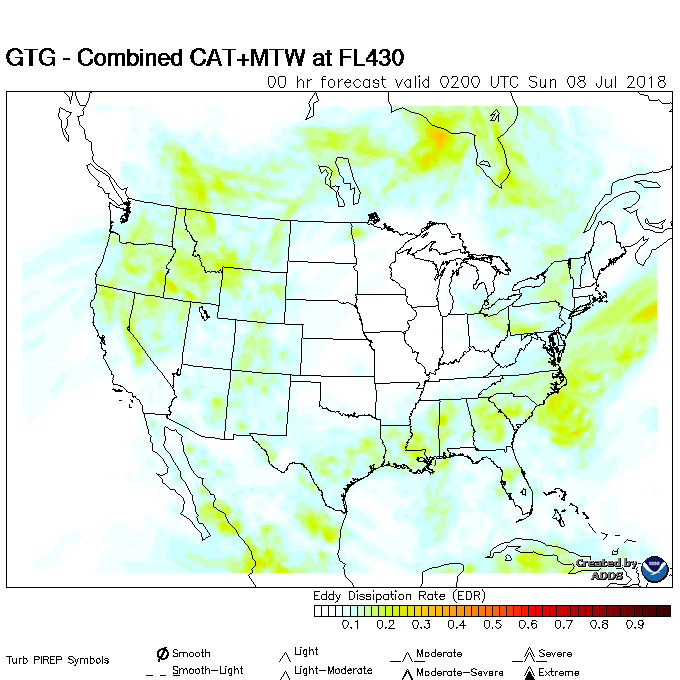 GTG - Combined CAT+MTW at FL430
00 hr forecast valid 0200 UTC Sun 08 Jul 2018
Created by
ADDS
Eddy Dissipation Rate (EDR)
0.1 0.2 0.3 0.4 0.5 0.6 0.7 0.8 0.9
Turb PIREP Symbols
Smooth Light Moderate Severe
Smooth-Light Light-Moderate Moderate-Severe Extreme